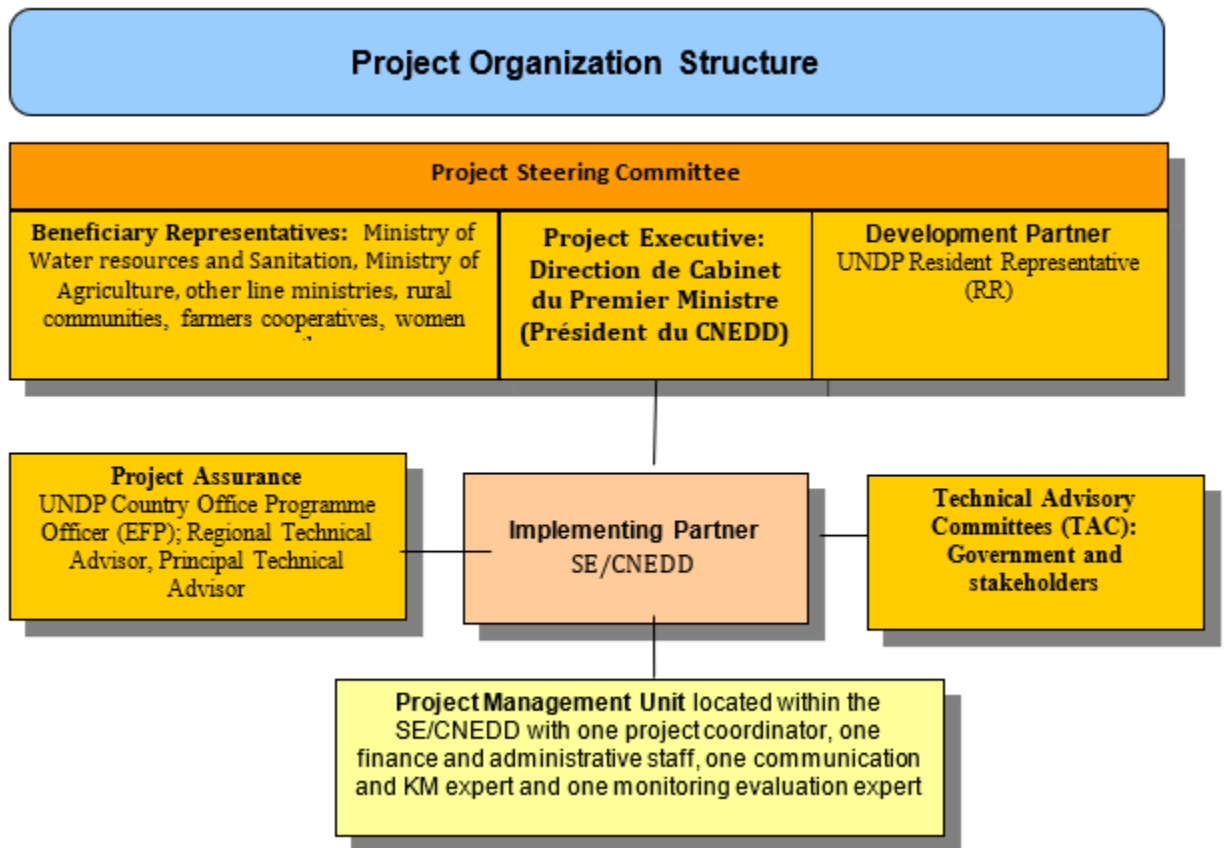 Project Organization Structure
Project Steering Committee
Beneficiary Representatives: Ministry of
Water resources and Sanitation, Ministry of
Agriculture, other line ministries, rural
communities, farmers cooperatives, women
Project Executive:
Direction de Cabinet
du Premier Ministre
(Président du CNEDD)
Development Partner
UNDP Resident Representative
(RR)
Project Assurance
UNDP Country Office Programme
Officer (EFP); Regional Technical
Advisor, Principal Technical
Advisor
Implementing Partner
SE/CNEDD
Technical Advisory
Committees (TAC):
Government and
stakeholders
Project Management Unit located within the
SE/CNEDD with one project coordinator, one
finance and administrative staff, one communication
and KM expert and one monitoring evaluation expert